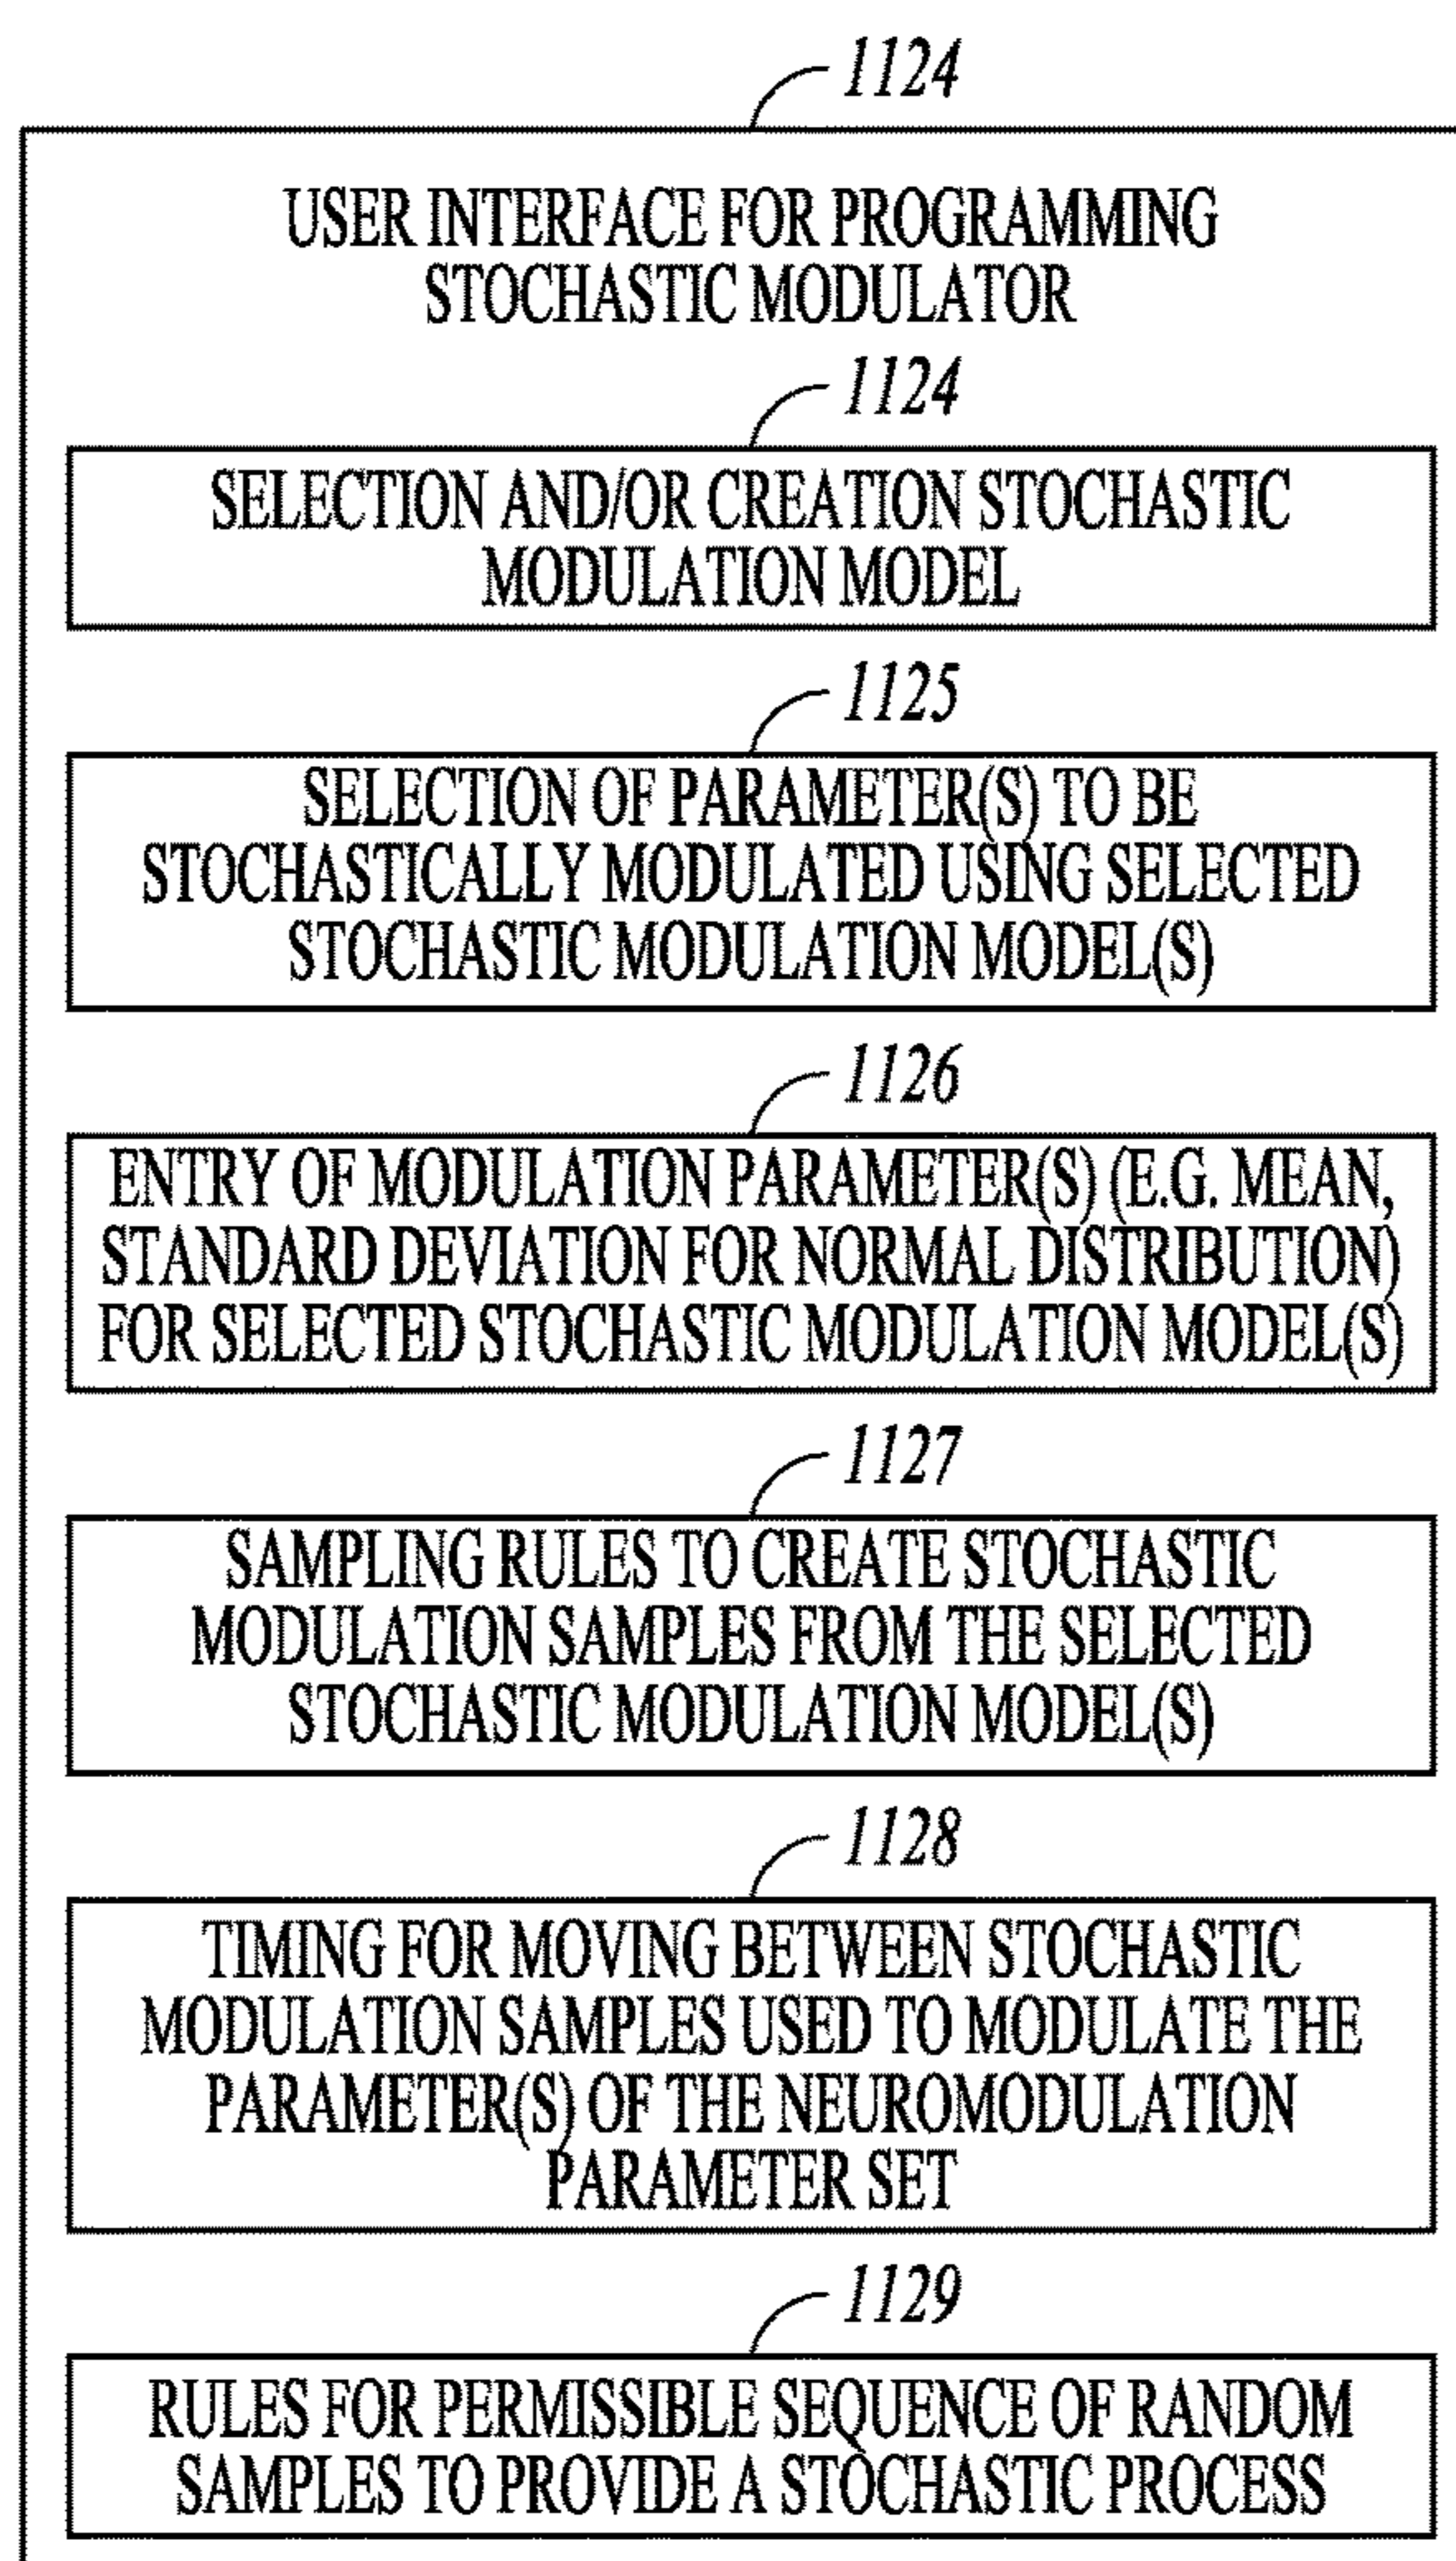 1124
USER INTERFACE FOR PROGRAMMING
STOCHASTIC MODULATOR
1124
SELECTION AND/OR CREATION STOCHASTIC
MODULATION MODEL
1125
SELECTION OF PARAMETER(S) TO BE
STOCHASTICALLY MODULATED USING SELECTED
STOCHASTIC MODULATION MODEL(S)
1126
ENTRY OF MODULATION PARAMETER(S) (E.G. MEAN,
STANDARD DEVIATION FOR NORMAL DISTRIBUTION)
FOR SELECTED STOCHASTIC MODULATION MODEL(S)
1127
SAMPLING RULES TO CREATE STOCHASTIC
MODULATION SAMPLES FROM THE SELECTED
STOCHASTIC MODULATION MODEL(S)
1128
TIMING FOR MOVING BETWEEN STOCHASTIC
MODULATION SAMPLES USED TO MODULATE THE
PARAMETER(S) OF THE NEUROMODULATION
PARAMETER SET
1129
RULES FOR PERMISSIBLE SEQUENCE OF RANDOM
SAMPLES TO PROVIDE A STOCHASTIC PROCESS